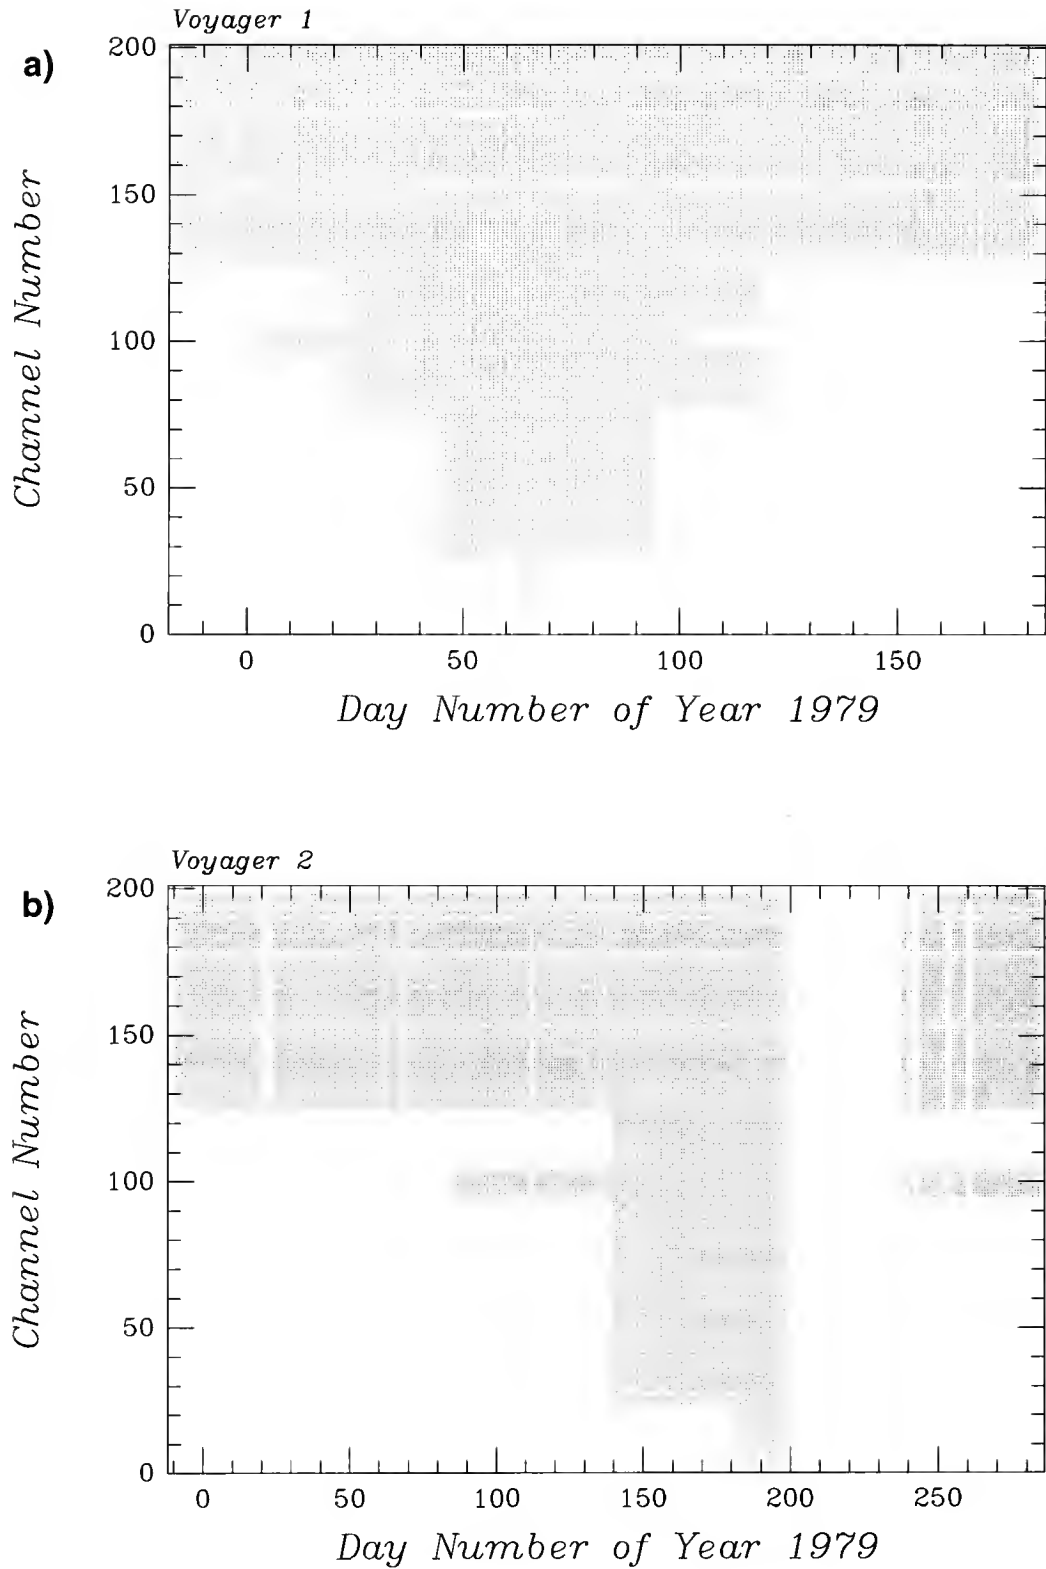 Voyager 1
a)
200
150
100
50
0
Channel Number
0 50 100 150
Day Number of Year 1979
Voyager 2
b)
200
150
100
50
0
Channel Number
0 50 100 150 200 250
Day Number of Year 1979